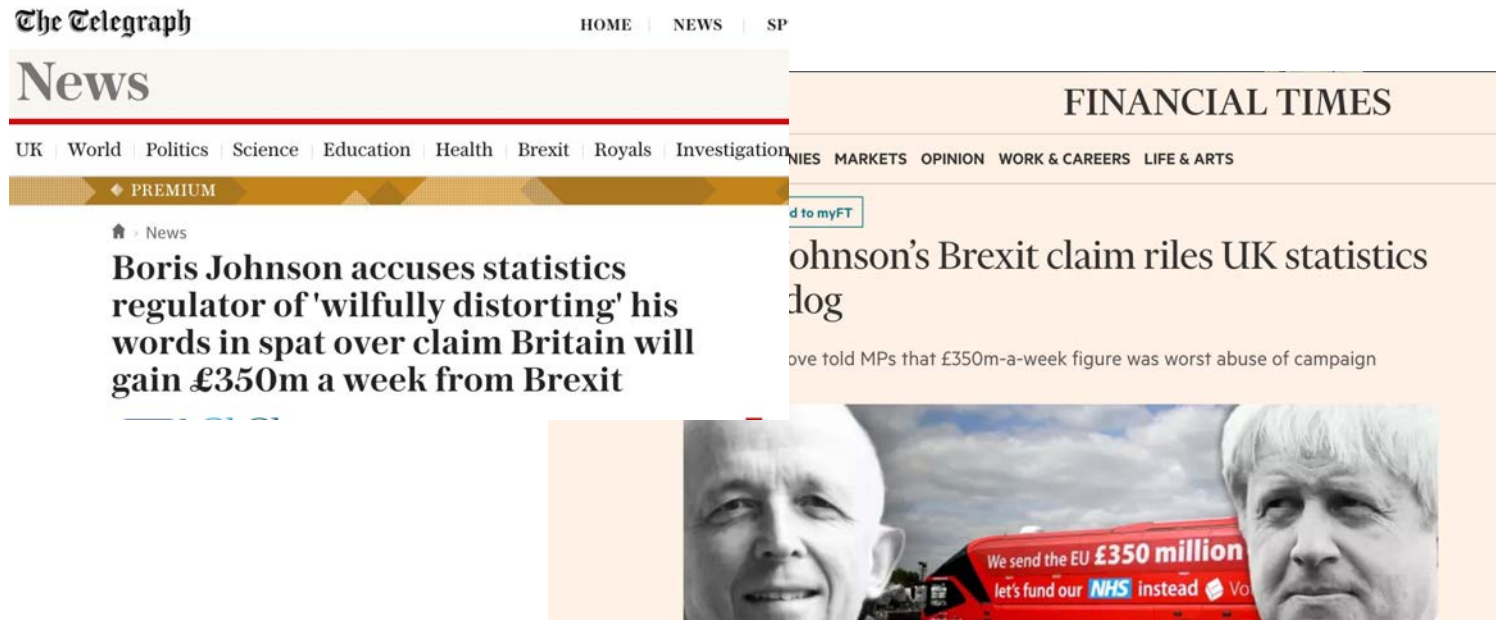 The Telegraph
HOME NEWS SP
News
UK World Politics Science Education Health Brexit Royals Investigation
PREMIUM
News
Boris Johnson accuses statistics
regulator of 'wilfully distorting' his
words in spat over claim Britain will
gain £350m a week from Brexit
FINANCIAL TIMES
NIES MARKETS OPINION WORK & CAREERS LIFE & ARTS
d to myFT
ohnson's Brexit claim riles UK statistics
dog
ove told MPs that £350m-a-week figure was worst abuse of campaign
We send the EU £350 million
let's fund our NHS instead Vo